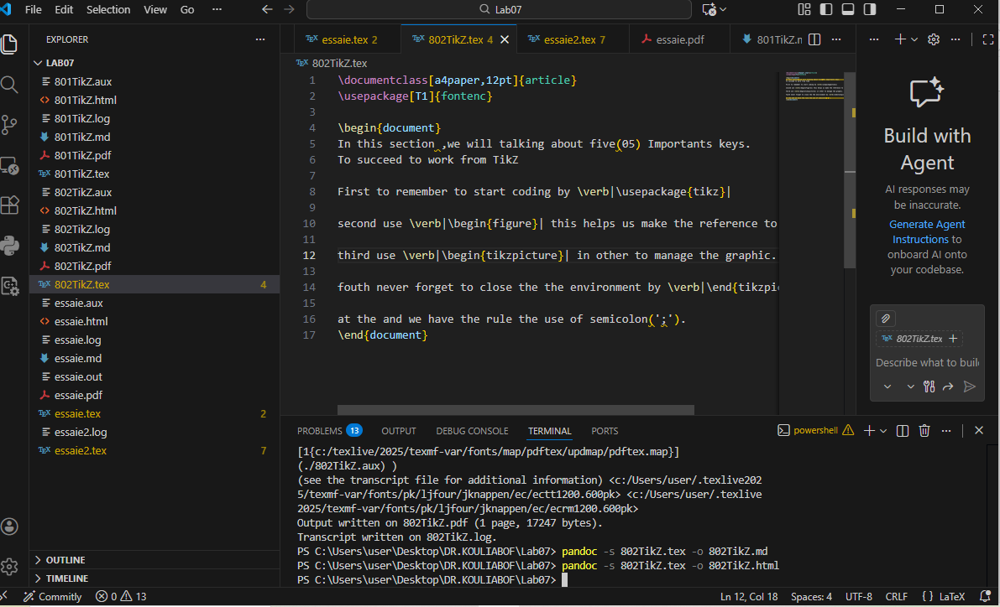 File Edit Selection View Go ··· Lab07
EXPLORER ···
LAB07
801TikZ.aux
801TikZ.html
801TikZ.log
801TikZ.md
801TikZ.pdf
801TikZ.tex
802TikZ.aux
802TikZ.html
802TikZ.log
802TikZ.md
802TikZ.pdf
802TikZ.tex 4
essaie.aux
essaie.html
essaie.log
essaie.md
essaie.out
essaie.pdf
essaie.tex 2
essaie2.log
essaie2.tex 7
OUTLINE
TIMELINE
essaie.tex 2 802TikZ.tex 4 essaie2.tex 7 essaie.pdf 801TikZ.m
802TikZ.tex
1 \documentclass[a4paper,12pt]{article}
2 \usepackage[T1]{fontenc}
3
4 \begin{document}
5 In this section ,we will talking about five(05) Importants keys.
6 To succeed to work from TikZ
7
8 First to remember to start coding by \verb|\usepackage{tikz}|
9
10 second use \verb|\begin{figure}| this helps us make the reference to
11
12 third use \verb|\begin{tikzpicture}| in other to manage the graphic.
13
14 fouth never forget to close the the environment by \verb|\end{tikzpic
15
16 at the and we have the rule the use of semicolon(';').
17 \end{document}
Build with
Agent
AI responses may
be inaccurate.
Generate Agent
Instructions to
onboard AI onto
your codebase.
802TikZ.tex
Describe what to buil
PROBLEMS 13 OUTPUT DEBUG CONSOLE TERMINAL PORTS powershell
[1{c:/texlive/2025/texmf-var/fonts/map/pdftex/updmap/pdftex.map}]
(./802TikZ.aux) )
(see the transcript file for additional information) <c:/Users/user/.texlive202
5/texmf-var/fonts/pk/ljfour/jknappen/ec/ectt1200.600pk> <c:/Users/user/.texlive
2025/texmf-var/fonts/pk/ljfour/jknappen/ec/ecrm1200.600pk>
Output written on 802TikZ.pdf (1 page, 17247 bytes).
Transcript written on 802TikZ.log.
PS C:\Users\user\Desktop\DR.KOULIABOF\Lab07> pandoc -s 802TikZ.tex -o 802TikZ.md
PS C:\Users\user\Desktop\DR.KOULIABOF\Lab07> pandoc -s 802TikZ.tex -o 802TikZ.html
PS C:\Users\user\Desktop\DR.KOULIABOF\Lab07>
Commitly 0 13 Ln 12, Col 18 Spaces: 4 UTF-8 CRLF {} LaTeX